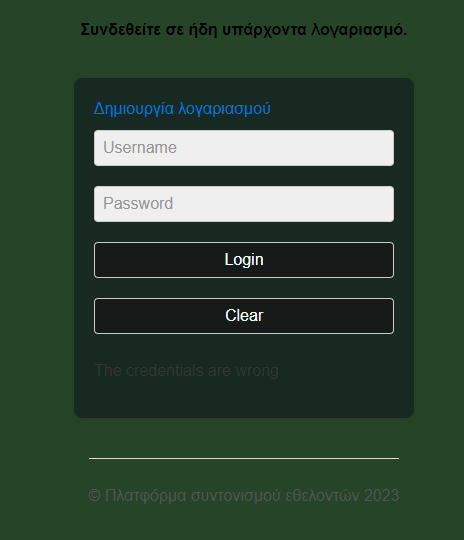 Συνδεθείτε σε ήδη υπάρχοντα λογαριασμό.
Δημιουργία λογαριασμού
Username
Password
Login
Clear
The credentials are wrong
© Πλατφόρμα συντονισμού εθελοντών 2023